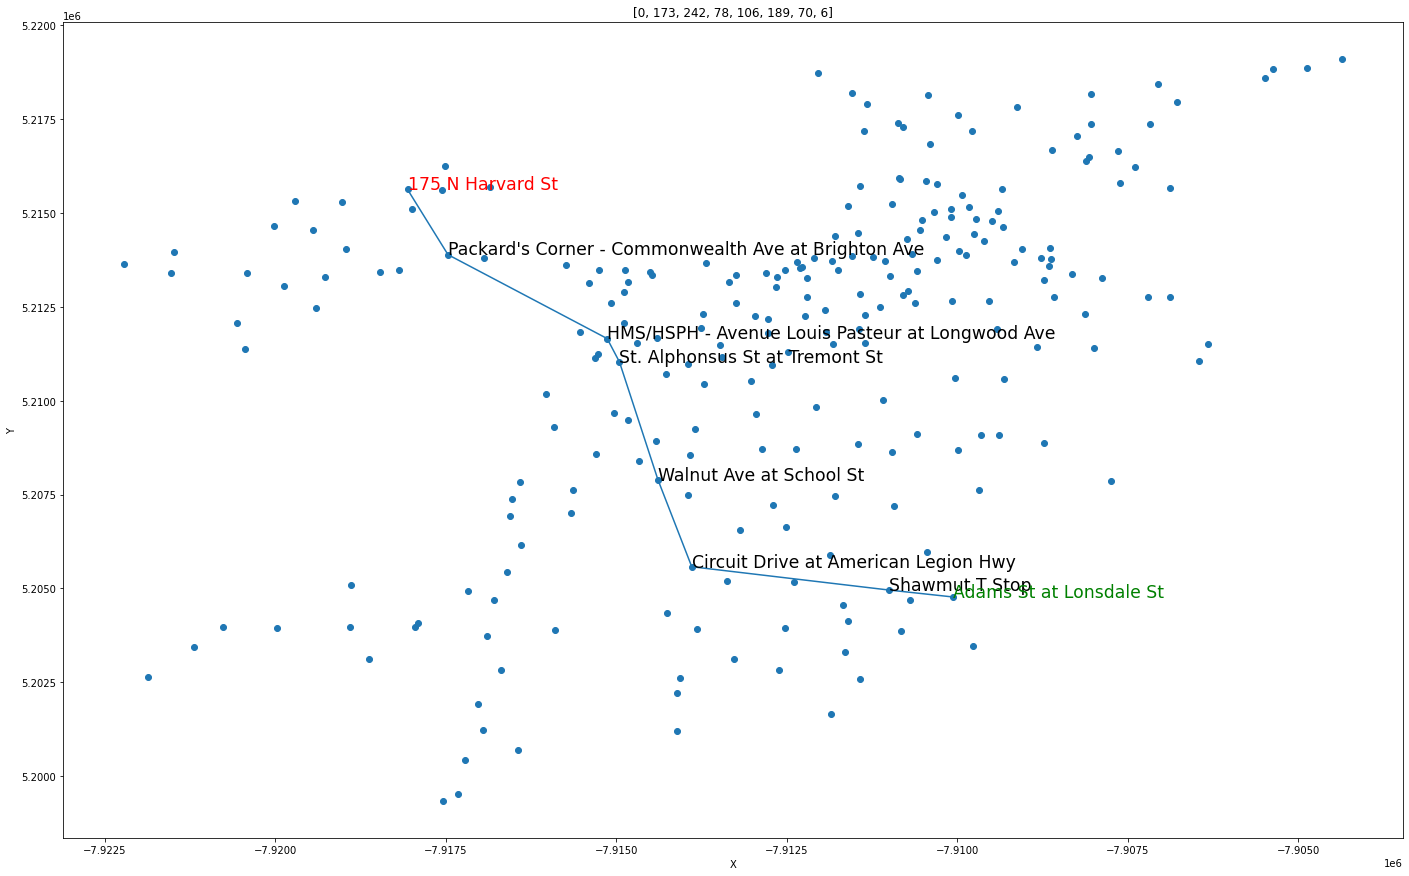 [0, 173, 242, 78, 106, 189, 70, 6]
1e6
5.2200
5.2175
5.2150
5.2125
5.2100
5.2075
5.2050
5.2025
5.2000
Y
175 N Harvard St
Packard's Corner - Commonwealth Ave at Brighton Ave
HMS/HSPH - Avenue Louis Pasteur at Longwood Ave
St. Alphonsus St at Tremont St
Walnut Ave at School St
Circuit Drive at American Legion Hwy
Shawmut T Stop
Adams St at Lonsdale St
−7.9225 −7.9200 −7.9175 −7.9150 −7.9125 −7.9100 −7.9075 −7.9050
X
1e6